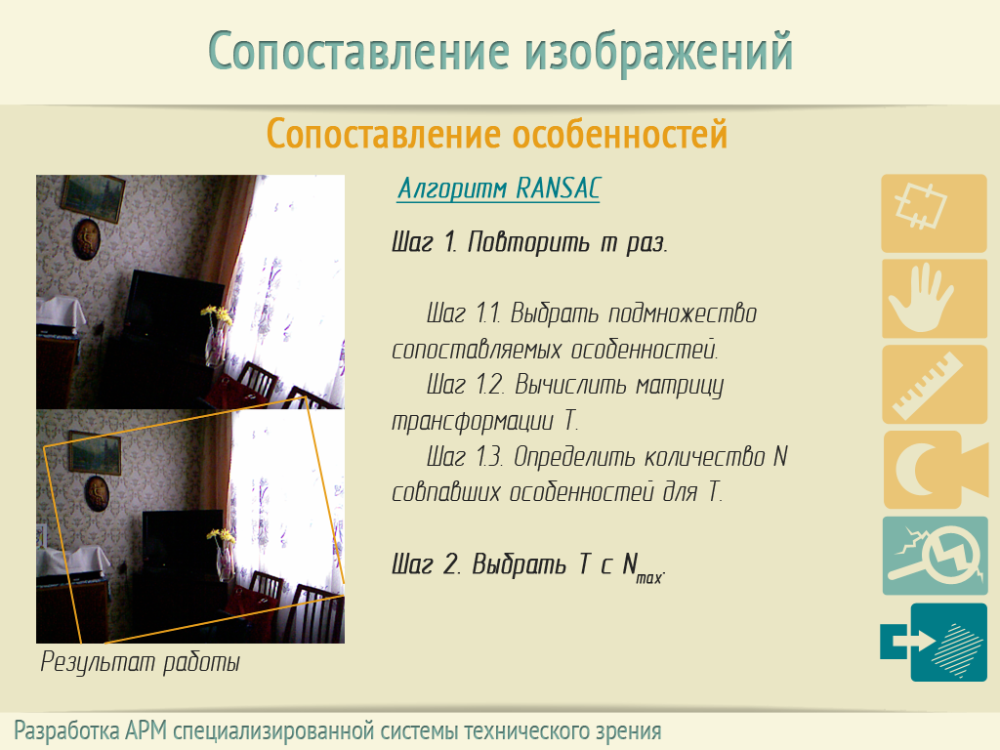 Сопоставление изображений
Сопоставление особенностей
Алгоритм RANSAC
Шаг 1. Повторить m раз.
Шаг 1.1. Выбрать подмножество
сопоставляемых особенностей.
Шаг 1.2. Вычислить матрицу
трансформации T.
Шаг 1.3. Определить количество N
совпавших особенностей для T.
Шаг 2. Выбрать T с Nmax.
Результат работы
Разработка АРМ специализированной системы технического зрения